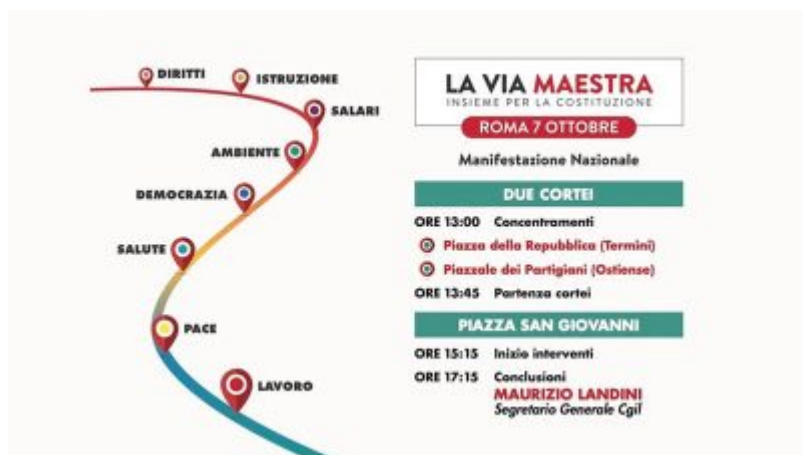 DIRITTI
ISTRUZIONE
SALARI
AMBIENTE
DEMOCRAZIA
SALUTE
PACE
LAVORO
LA VIA MAESTRA
INSIEME PER LA COSTITUZIONE
ROMA 7 OTTOBRE
Manifestazione Nazionale
DUE CORTEI
ORE 13:00 Concentramenti
Piazza della Repubblica (Termini)
Piazzale dei Partigiani (Ostiense)
ORE 13:45 Partenza cortei
PIAZZA SAN GIOVANNI
ORE 15:15 Inizio interventi
ORE 17:15 Conclusioni
MAURIZIO LANDINI
Segretario Generale Cgil